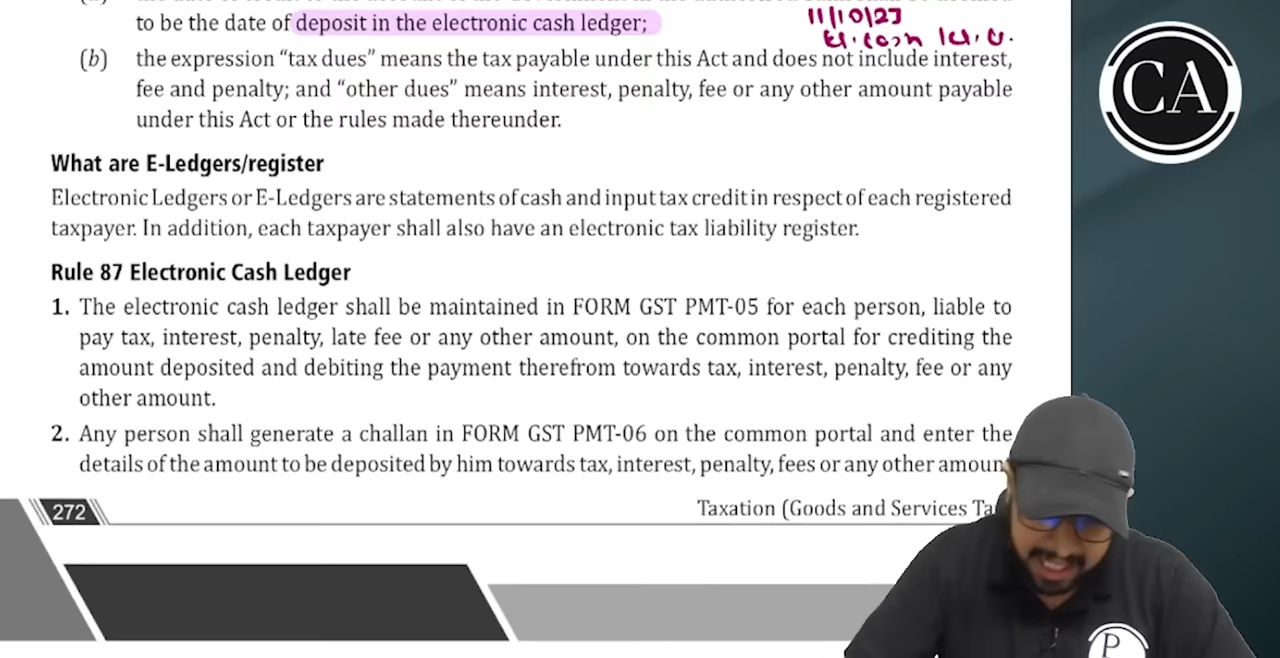 to be the date of deposit in the electronic cash ledger;
11/10/23
(b) the expression “tax dues” means the tax payable under this Act and does not include interest,
fee and penalty; and “other dues” means interest, penalty, fee or any other amount payable
under this Act or the rules made thereunder.
What are E-Ledgers/register
Electronic Ledgers or E-Ledgers are statements of cash and input tax credit in respect of each registered
taxpayer. In addition, each taxpayer shall also have an electronic tax liability register.
Rule 87 Electronic Cash Ledger
1. The electronic cash ledger shall be maintained in FORM GST PMT-05 for each person, liable to
pay tax, interest, penalty, late fee or any other amount, on the common portal for crediting the
amount deposited and debiting the payment therefrom towards tax, interest, penalty, fee or any
other amount.
2. Any person shall generate a challan in FORM GST PMT-06 on the common portal and enter the
details of the amount to be deposited by him towards tax, interest, penalty, fees or any other amoun
272
Taxation (Goods and Services Ta
CA
P